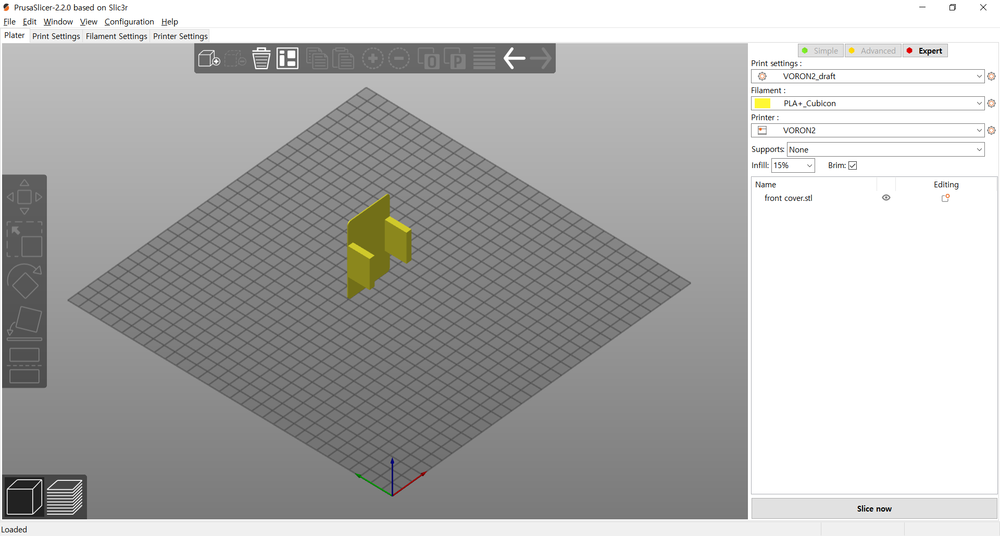 PrusaSlicer-2.2.0 based on Slic3r
File Edit Window View Configuration Help
Plater Print Settings Filament Settings Printer Settings
Simple Advanced Expert
Print settings :
VORON2_draft
Filament :
PLA+_Cubicon
Printer :
VORON2
Supports: None
Infill: 15% Brim:
Name Editing
front cover.stl
Slice now
Loaded